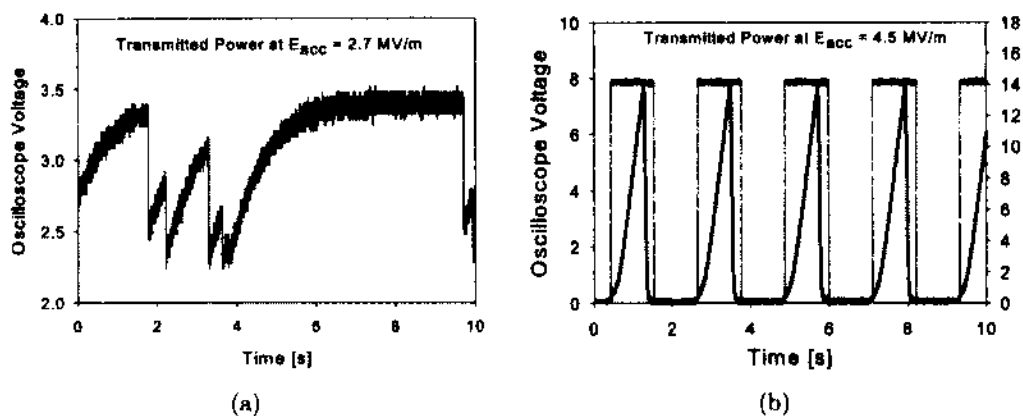 Transmitted Power at Eacc = 2.7 MV/m
Oscilloscope Voltage
4.0
3.5
3.0
2.5
2.0
0 2 4 6 8 10
Time [s]
(a)
Transmitted Power at Eacc = 4.5 MV/m
Oscilloscope Voltage
10
8
6
4
2
0
18
16
14
12
10
8
6
4
2
0
0 2 4 6 8 10
Time [s]
(b)